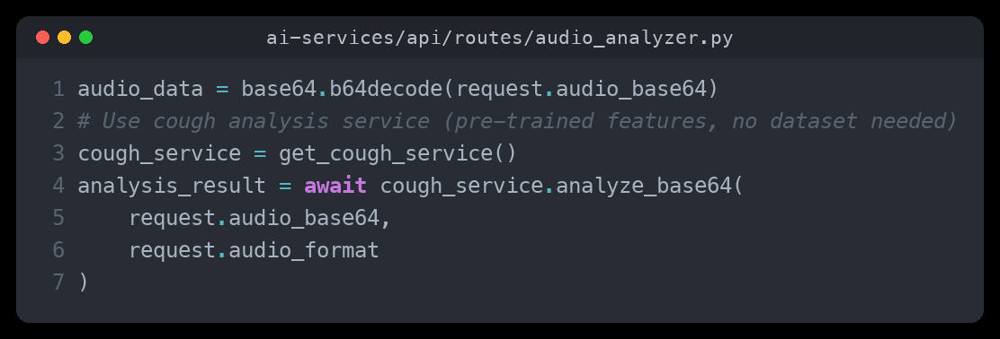 ai-services/api/routes/audio_analyzer.py
1 audio_data = base64.b64decode(request.audio_base64)
2 # Use cough analysis service (pre-trained features, no dataset needed)
3 cough_service = get_cough_service()
4 analysis_result = await cough_service.analyze_base64(
5     request.audio_base64,
6     request.audio_format
7 )